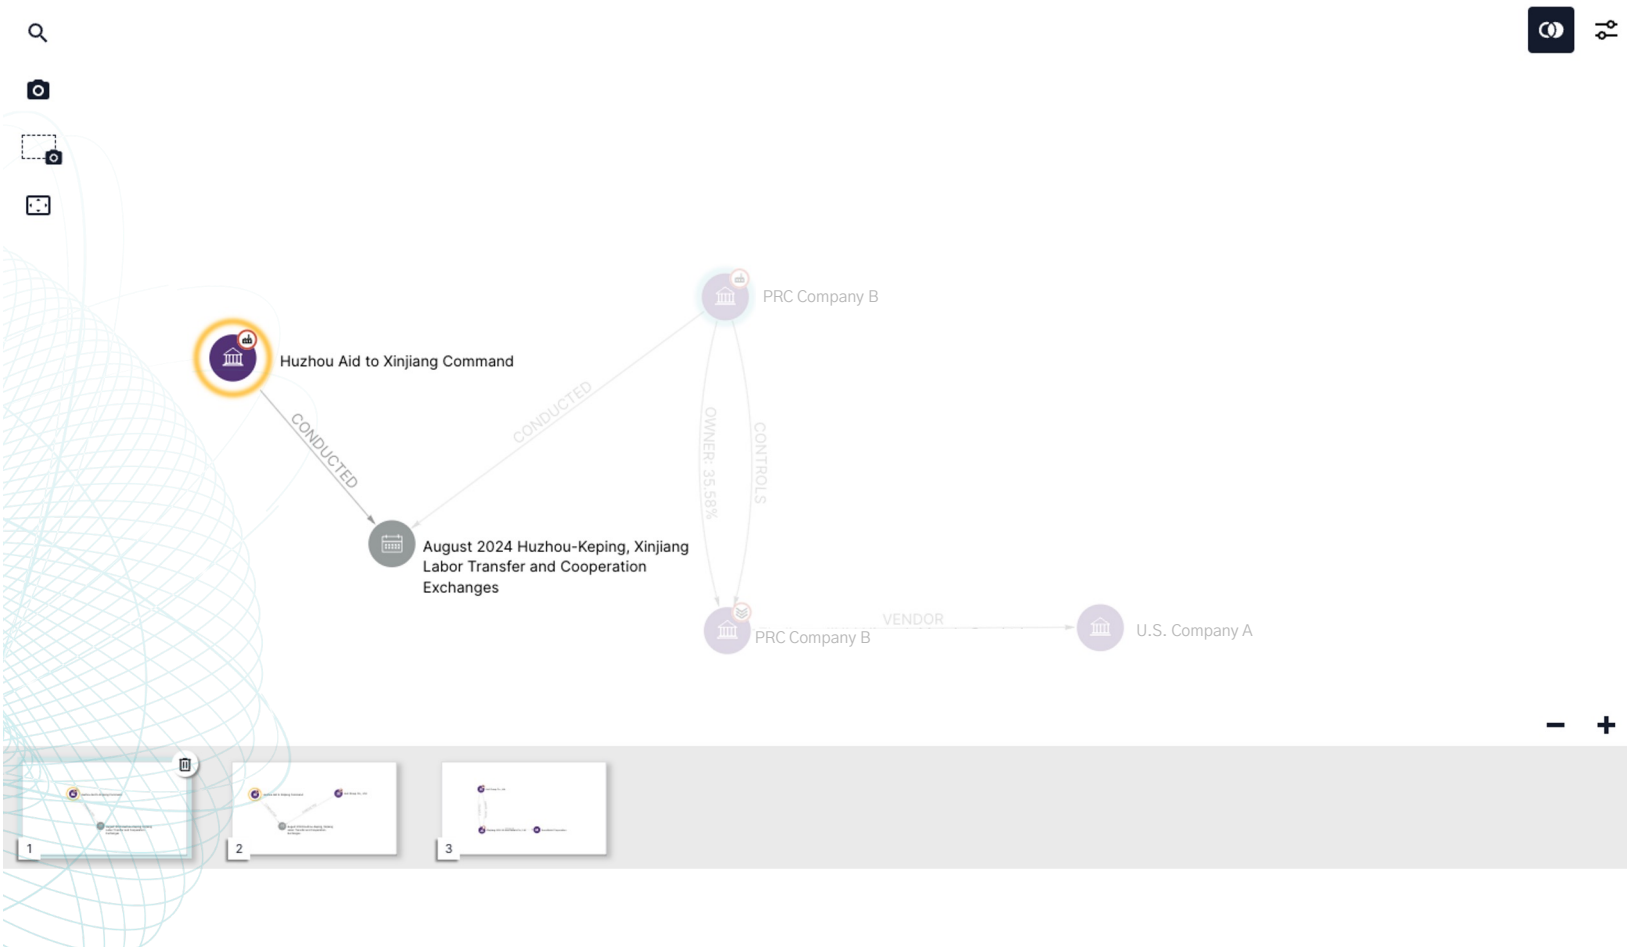 PRC Company B
Huzhou Aid to Xinjiang Command
CONDUCTED
CONDUCTED
OWNER: 35.58%
CONTROLS
August 2024 Huzhou-Keping, Xinjiang
Labor Transfer and Cooperation
Exchanges
VENDOR
PRC Company B
U.S. Company A
1
2
3